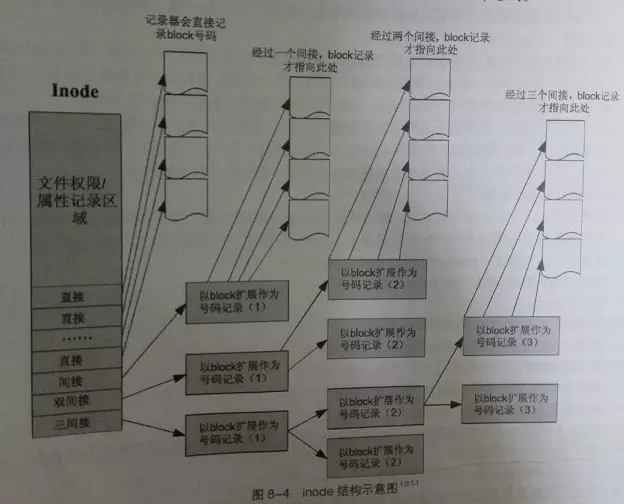 记录器会直接记
录block号码
经过一个间接，block记录
才指向此处
经过两个间接，block记录
才指向此处
经过三个间接，block记录
才指向此处
Inode
文件权限/
属性记录区
域
直接
直接
……
直接
间接
双间接
三间接
以block扩展作为
号码记录（1）
以block扩展作为
号码记录（2）
以block扩展作为
号码记录（1）
以block扩展作为
号码记录（2）
以block扩展作为
号码记录（3）
以block扩展作为
号码记录（1）
以block扩展作为
号码记录（2）
以block扩展作为
号码记录（3）
以block扩展作为
号码记录（2）
图 8-4 inode 结构示意图